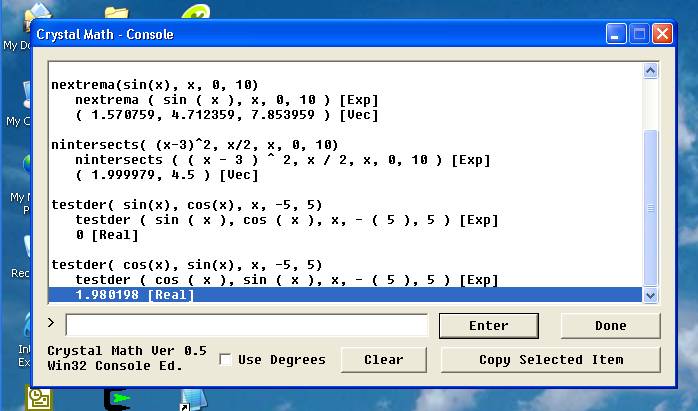 Crystal Math - Console
My Do
nextrema(sin(x), x, 0, 10)
nextrema ( sin ( x ), x, 0, 10 ) [Exp]
( 1.570759, 4.712359, 7.853959 ) [Vec]
My C
nintersects( (x-3)^2, x/2, x, 0, 10)
nintersects ( ( x - 3 ) ^ 2, x / 2, x, 0, 10 ) [Exp]
( 1.999979, 4.5 ) [Vec]
My N
P
testder( sin(x), cos(x), x, -5, 5)
testder ( sin ( x ), cos ( x ), x, - ( 5 ), 5 ) [Exp]
0 [Real]
Rec
testder( cos(x), sin(x), x, -5, 5)
testder ( cos ( x ), sin ( x ), x, - ( 5 ), 5 ) [Exp]
1.980198 [Real]
>
Enter
Done
Int
Ex
Crystal Math Ver 0.5
Win32 Console Ed.
Use Degrees
Clear
Copy Selected Item